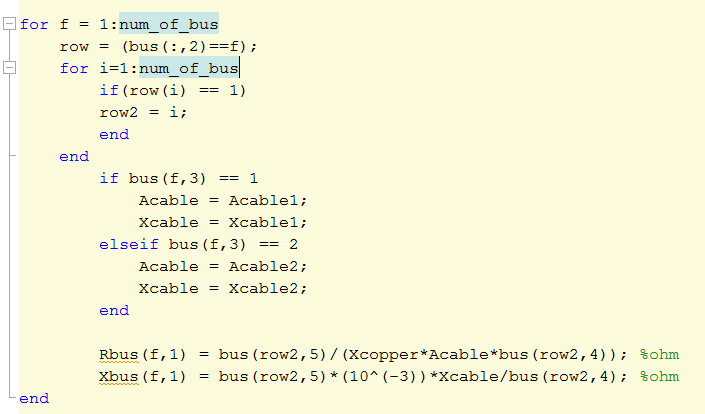 for f = 1:num_of_bus
    row = (bus(:,2)==f);
    for i=1:num_of_bus
        if(row(i) == 1)
        row2 = i;
        end
    end
        if bus(f,3) == 1
            Acable = Acable1;
            Xcable = Xcable1;
        elseif bus(f,3) == 2
            Acable = Acable2;
            Xcable = Xcable2;
        end
        Rbus(f,1) = bus(row2,5)/(Xcopper*Acable*bus(row2,4)); %ohm
        Xbus(f,1) = bus(row2,5)*(10^(-3))*Xcable/bus(row2,4); %ohm
end